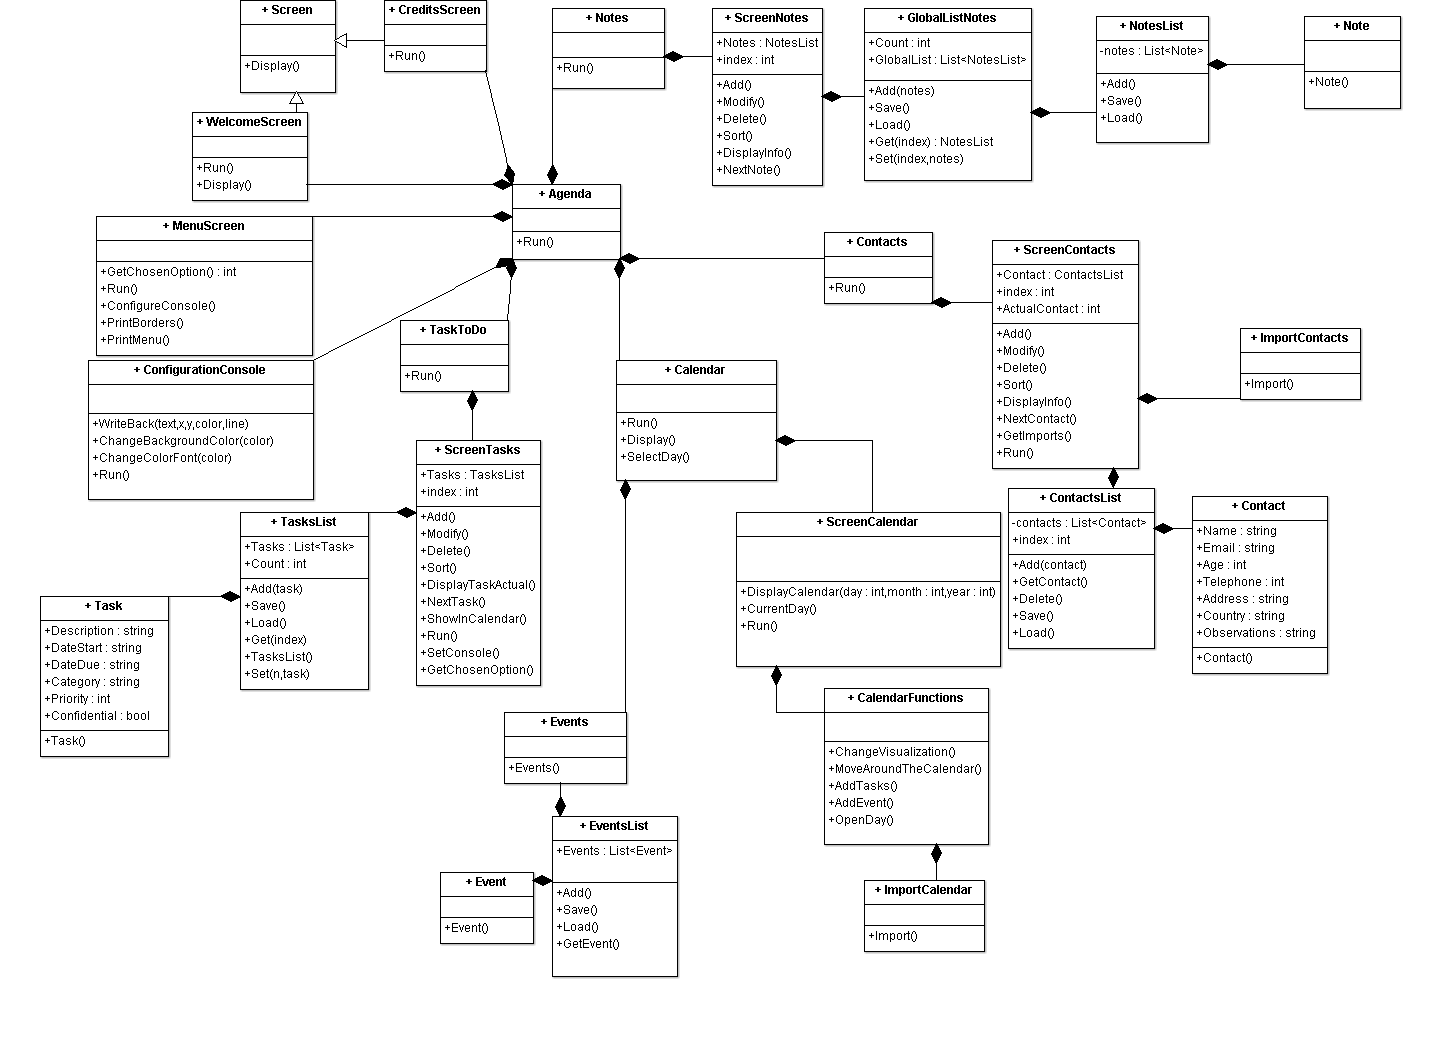 + Screen
+Display()
+ CreditsScreen
+Run()
+ WelcomeScreen
+Run()
+Display()
+ Notes
+Run()
+ ScreenNotes
+Notes : NotesList
+index : int
+Add()
+Modify()
+Delete()
+Sort()
+DisplayInfo()
+NextNote()
+ GlobalListNotes
+Count : int
+GlobalList : List<NotesList>
+Add(notes)
+Save()
+Load()
+Get(index) : NotesList
+Set(index,notes)
+ NotesList
-notes : List<Note>
+Add()
+Save()
+Load()
+ Note
+Note()
+ Agenda
+Run()
+ MenuScreen
+GetChosenOption() : int
+Run()
+ConfigureConsole()
+PrintBorders()
+PrintMenu()
+ Contacts
+Run()
+ ScreenContacts
+Contact : ContactsList
+index : int
+ActualContact : int
+Add()
+Modify()
+Delete()
+Sort()
+DisplayInfo()
+NextContact()
+GetImports()
+Run()
+ ImportContacts
+Import()
+ ConfigurationConsole
+WriteBack(text,x,y,color,line)
+ChangeBackgroundColor(color)
+ChangeColorFont(color)
+Run()
+ TaskToDo
+Run()
+ Calendar
+Run()
+Display()
+SelectDay()
+ ScreenTasks
+Tasks : TasksList
+index : int
+Add()
+Modify()
+Delete()
+Sort()
+DisplayTaskActual()
+NextTask()
+ShowInCalendar()
+Run()
+SetConsole()
+GetChosenOption()
+ TasksList
+Tasks : List<Task>
+Count : int
+Add(task)
+Save()
+Load()
+Get(index)
+TasksList()
+Set(n,task)
+ Task
+Description : string
+DateStart : string
+DateDue : string
+Category : string
+Priority : int
+Confidential : bool
+Task()
+ ScreenCalendar
+DisplayCalendar(day : int,month : int,year : int)
+CurrentDay()
+Run()
+ ContactsList
-contacts : List<Contact>
+index : int
+Add(contact)
+GetContact()
+Delete()
+Save()
+Load()
+ Contact
+Name : string
+Email : string
+Age : int
+Telephone : int
+Address : string
+Country : string
+Observations : string
+Contact()
+ CalendarFunctions
+ChangeVisualization()
+MoveAroundTheCalendar()
+AddTasks()
+AddEvent()
+OpenDay()
+ Events
+Events()
+ EventsList
+Events : List<Event>
+Add()
+Save()
+Load()
+GetEvent()
+ Event
+Event()
+ ImportCalendar
+Import()